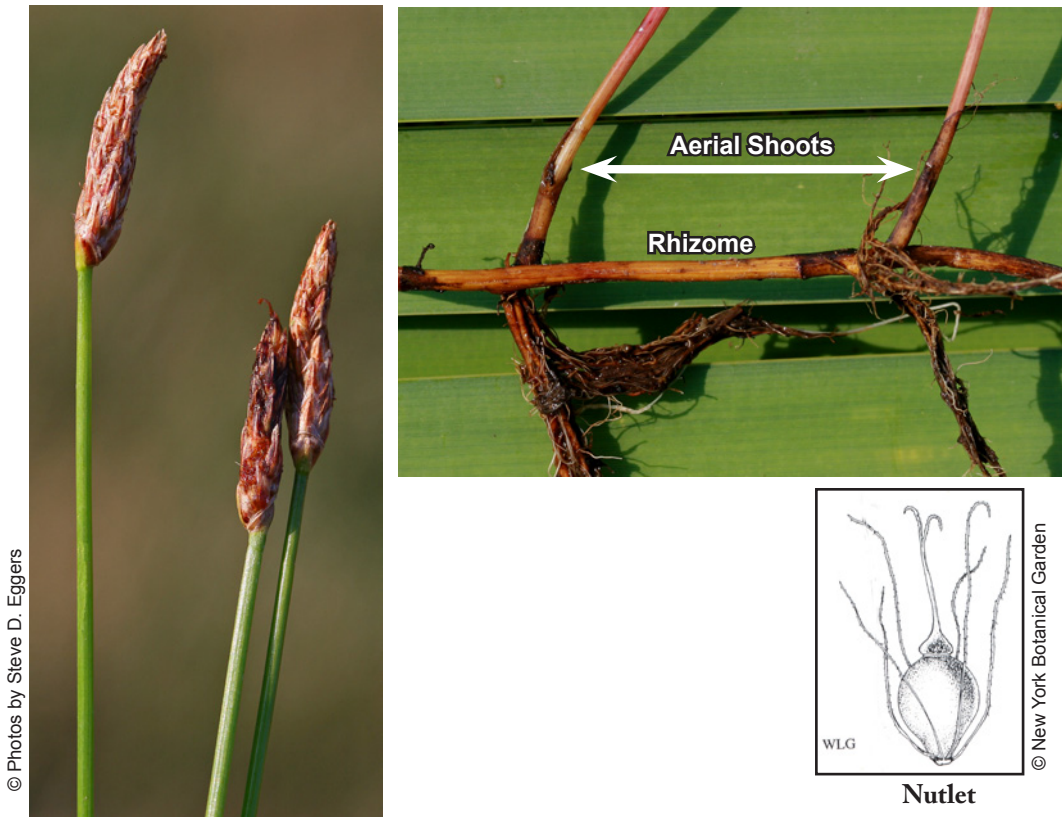 © Photos by Steve D. Eggers
Aerial Shoots
Rhizome
WLG
© New York Botanical Garden
Nutlet